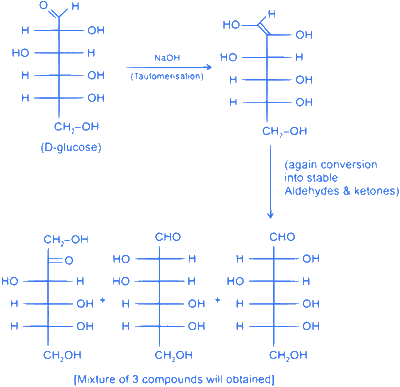 O H
H OH
HO H
H OH
H OH
CH2–OH
(D-glucose)
NaOH
(Tautomerisation)
H
HO
OH
HO H
H OH
H OH
CH2–OH
(again conversion
into stable
Aldehydes & ketones)
CH2–OH
O
HO H
H OH
H OH
CH2OH
+
CHO
HO H
HO H
H OH
H OH
CH2OH
+
CHO
H OH
HO H
H OH
H OH
CH2OH
[Mixture of 3 compounds will obtained]